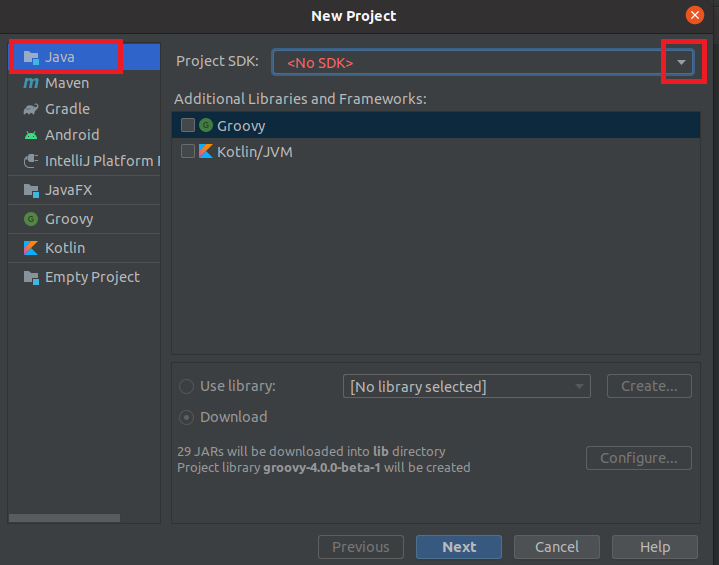 New Project
Java
Maven
Gradle
Android
IntelliJ Platform
JavaFX
Groovy
Kotlin
Empty Project
Project SDK: <No SDK>
Additional Libraries and Frameworks:
Groovy
Kotlin/JVM
Use library: [No library selected] Create...
Download
29 JARs will be downloaded into lib directory
Project library groovy-4.0.0-beta-1 will be created
Configure...
Previous Next Cancel Help